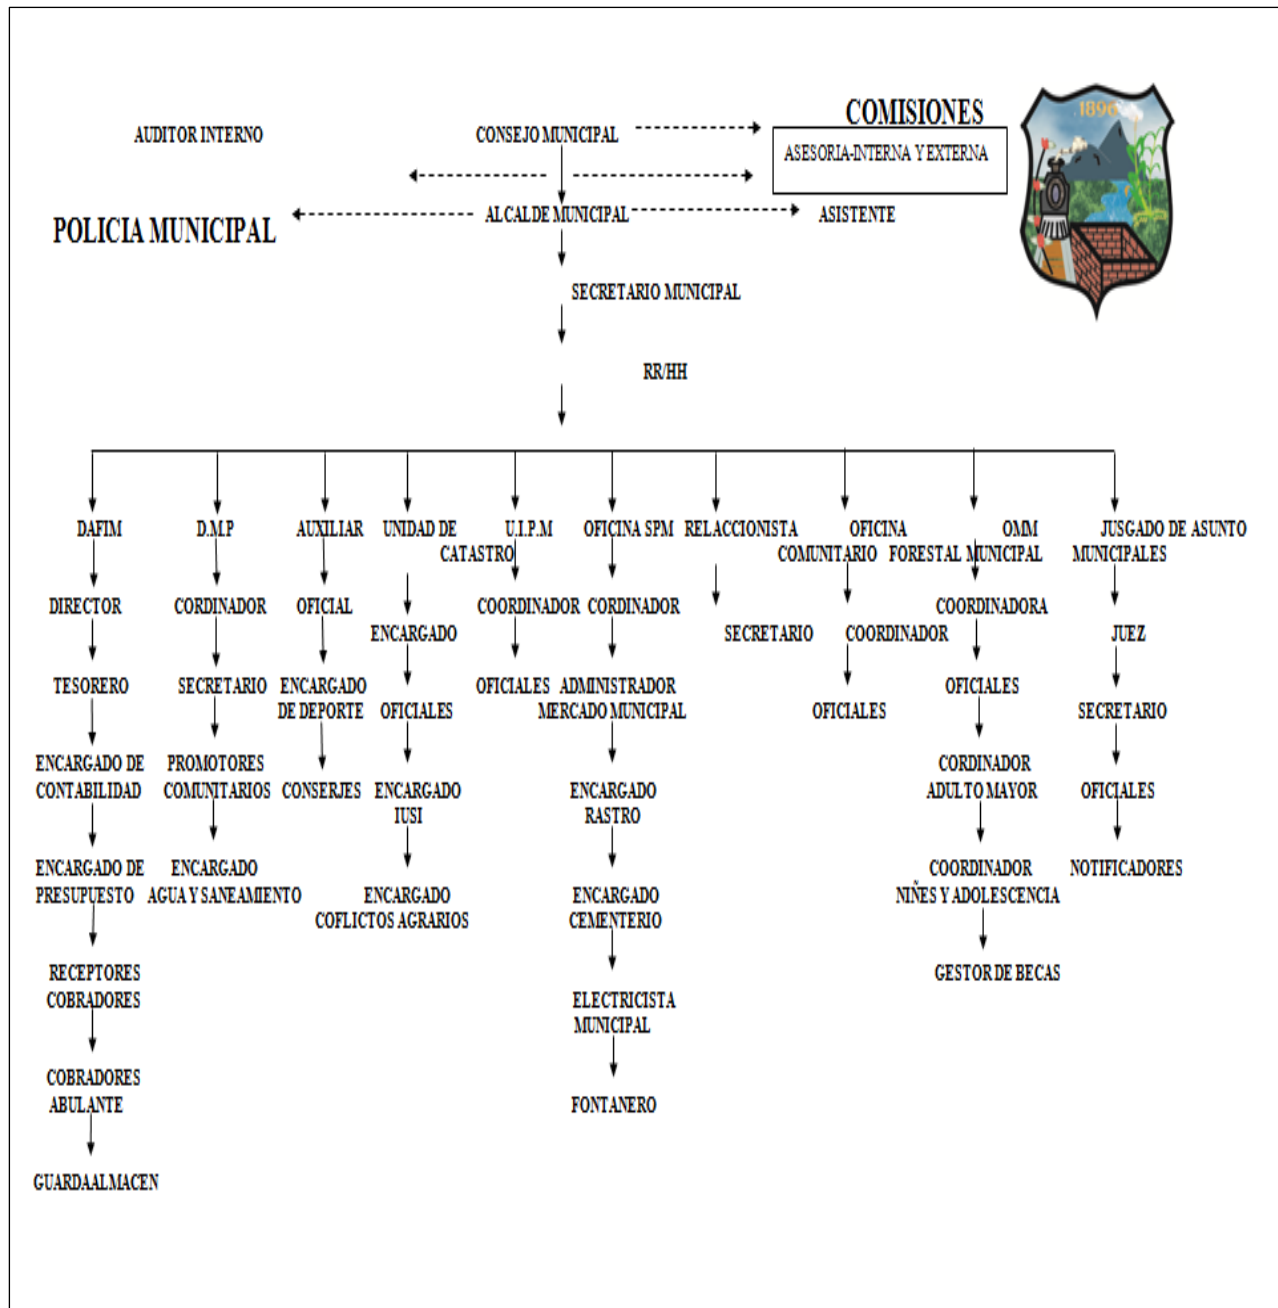 COMISIONES
1896
AUDITOR INTERNO
CONSEJO MUNICIPAL
ASESORIA-INTERNA Y EXTERNA
POLICIA MUNICIPAL
ALCALDE MUNICIPAL
ASISTENTE
SECRETARIO MUNICIPAL
RR/HH
DAFIM
DIRECTOR
TESORERO
ENCARGADO DE
CONTABILIDAD
ENCARGADO DE
PRESUPUESTO
RECEPTORES
COBRADORES
COBRADORES
ABULANTE
GUARDAALMACEN
D.M.P
CORDINADOR
SECRETARIO
PROMOTORES
COMUNITARIOS
ENCARGADO
AGUA Y SANEAMIENTO
AUXILIAR
OFICIAL
ENCARGADO
DE DEPORTE
CONSERJES
UNIDAD DE
CATASTRO
ENCARGADO
OFICIALES
ENCARGADO
IUSI
ENCARGADO
COFLICTOS AGRARIOS
U.I.P.M
COORDINADOR
OFICIALES
OFICINA SPM
CORDINADOR
ADMINISTRADOR
MERCADO MUNICIPAL
ENCARGADO
RASTRO
ENCARGADO
CEMENTERIO
ELECTRICISTA
MUNICIPAL
FONTANERO
RELACCIONISTA
COMUNITARIO
SECRETARIO
OFICINA
FORESTAL MUNICIPAL
COORDINADOR
OFICIALES
OMM
COORDINADORA
OFICIALES
CORDINADOR
ADULTO MAYOR
COORDINADOR
NIÑES Y ADOLESCENCIA
GESTOR DE BECAS
JUSGADO DE ASUNTO
MUNICIPALES
JUEZ
SECRETARIO
OFICIALES
NOTIFICADORES